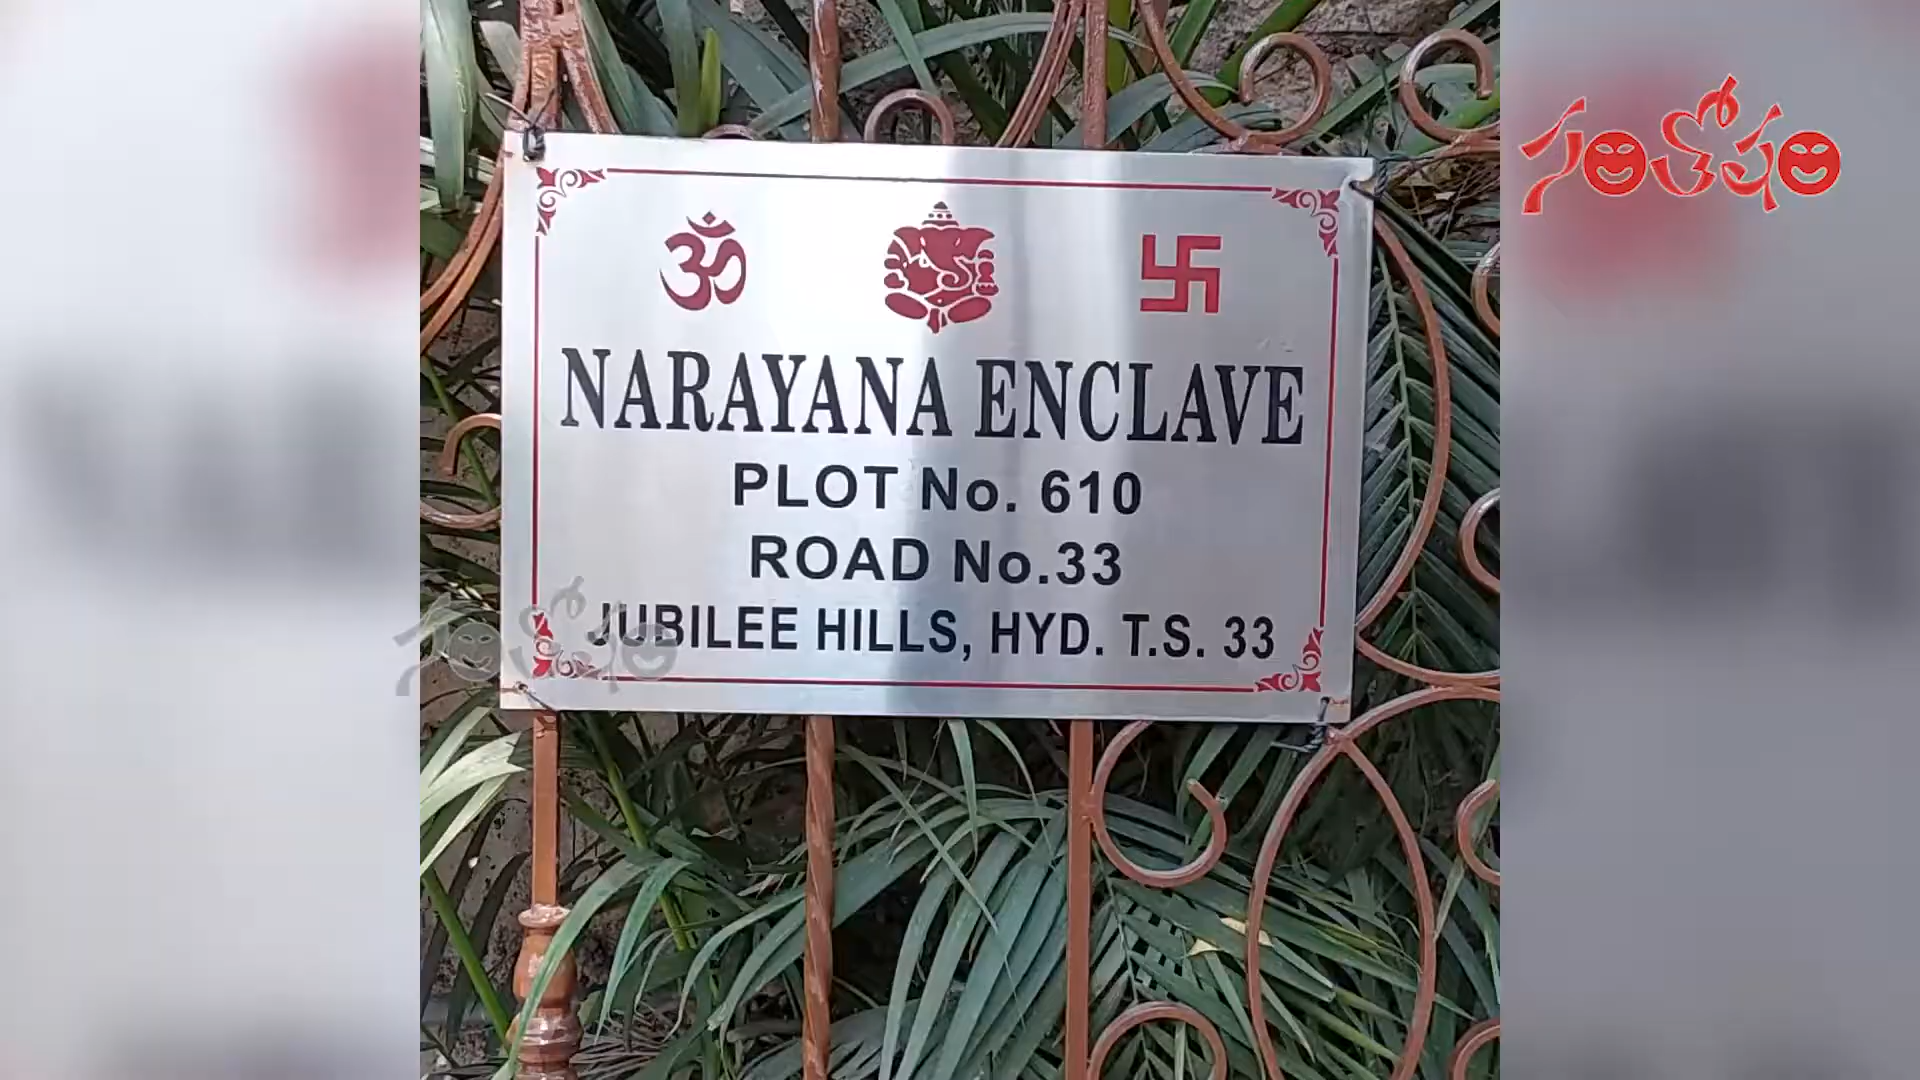 సంతోషం
ॐ
NARAYANA ENCLAVE
PLOT No. 610
ROAD No.33
JUBILEE HILLS, HYD. T.S. 33
సంతోషం